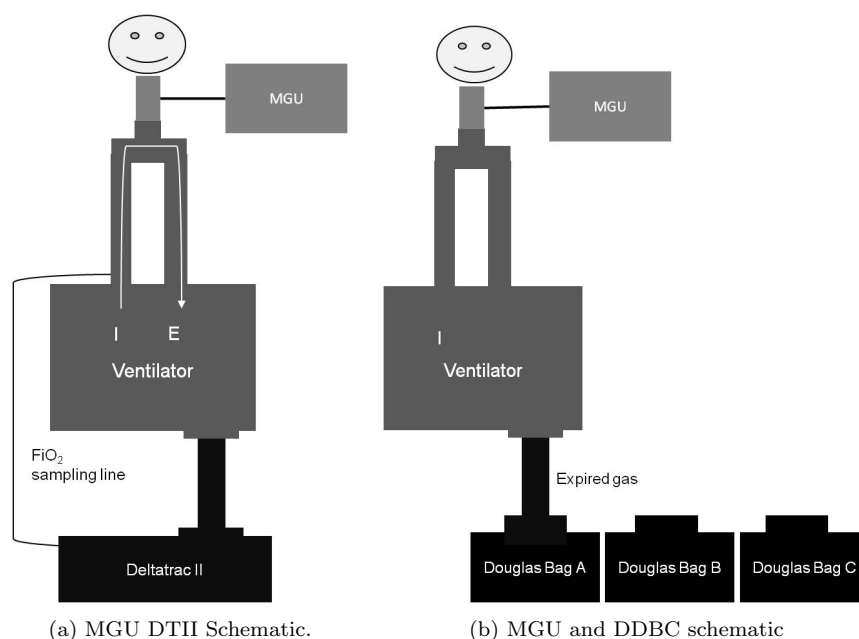 MGU
I E
Ventilator
FiO₂
sampling line
Deltatrac II
(a) MGU DTII Schematic.
MGU
I
Ventilator
Expired gas
Douglas Bag A Douglas Bag B Douglas Bag C
(b) MGU and DDBC schematic